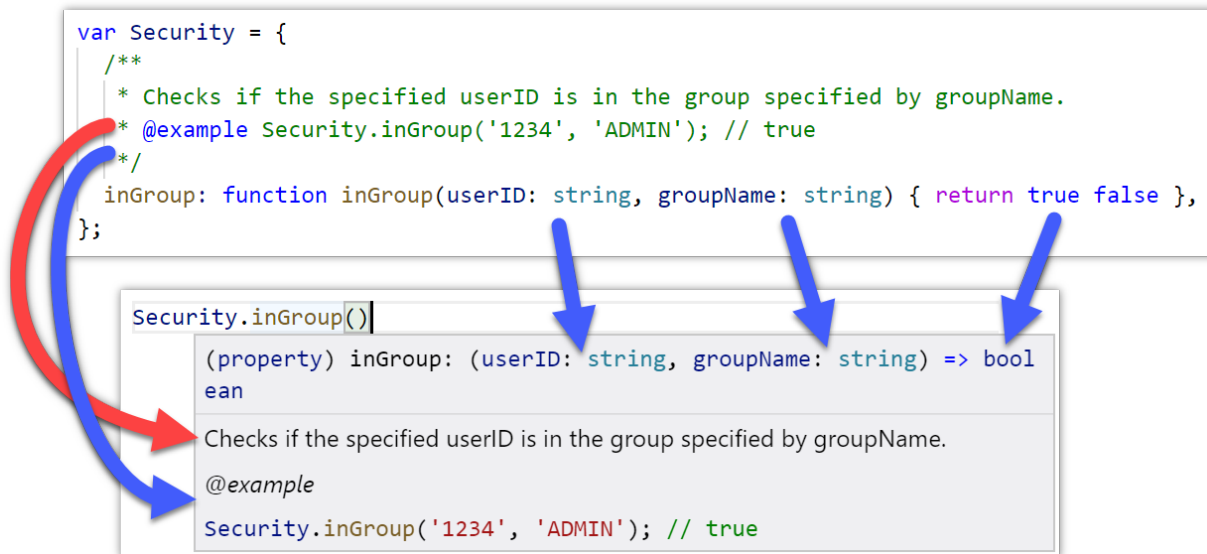 var Security = {
/**
* Checks if the specified userID is in the group specified by groupName.
* @example Security.inGroup('1234', 'ADMIN'); // true
*/
inGroup: function inGroup(userID: string, groupName: string) { return true false },
};
Security.inGroup()
(property) inGroup: (userID: string, groupName: string) => bool
ean
Checks if the specified userID is in the group specified by groupName.
@example
Security.inGroup('1234', 'ADMIN'); // true